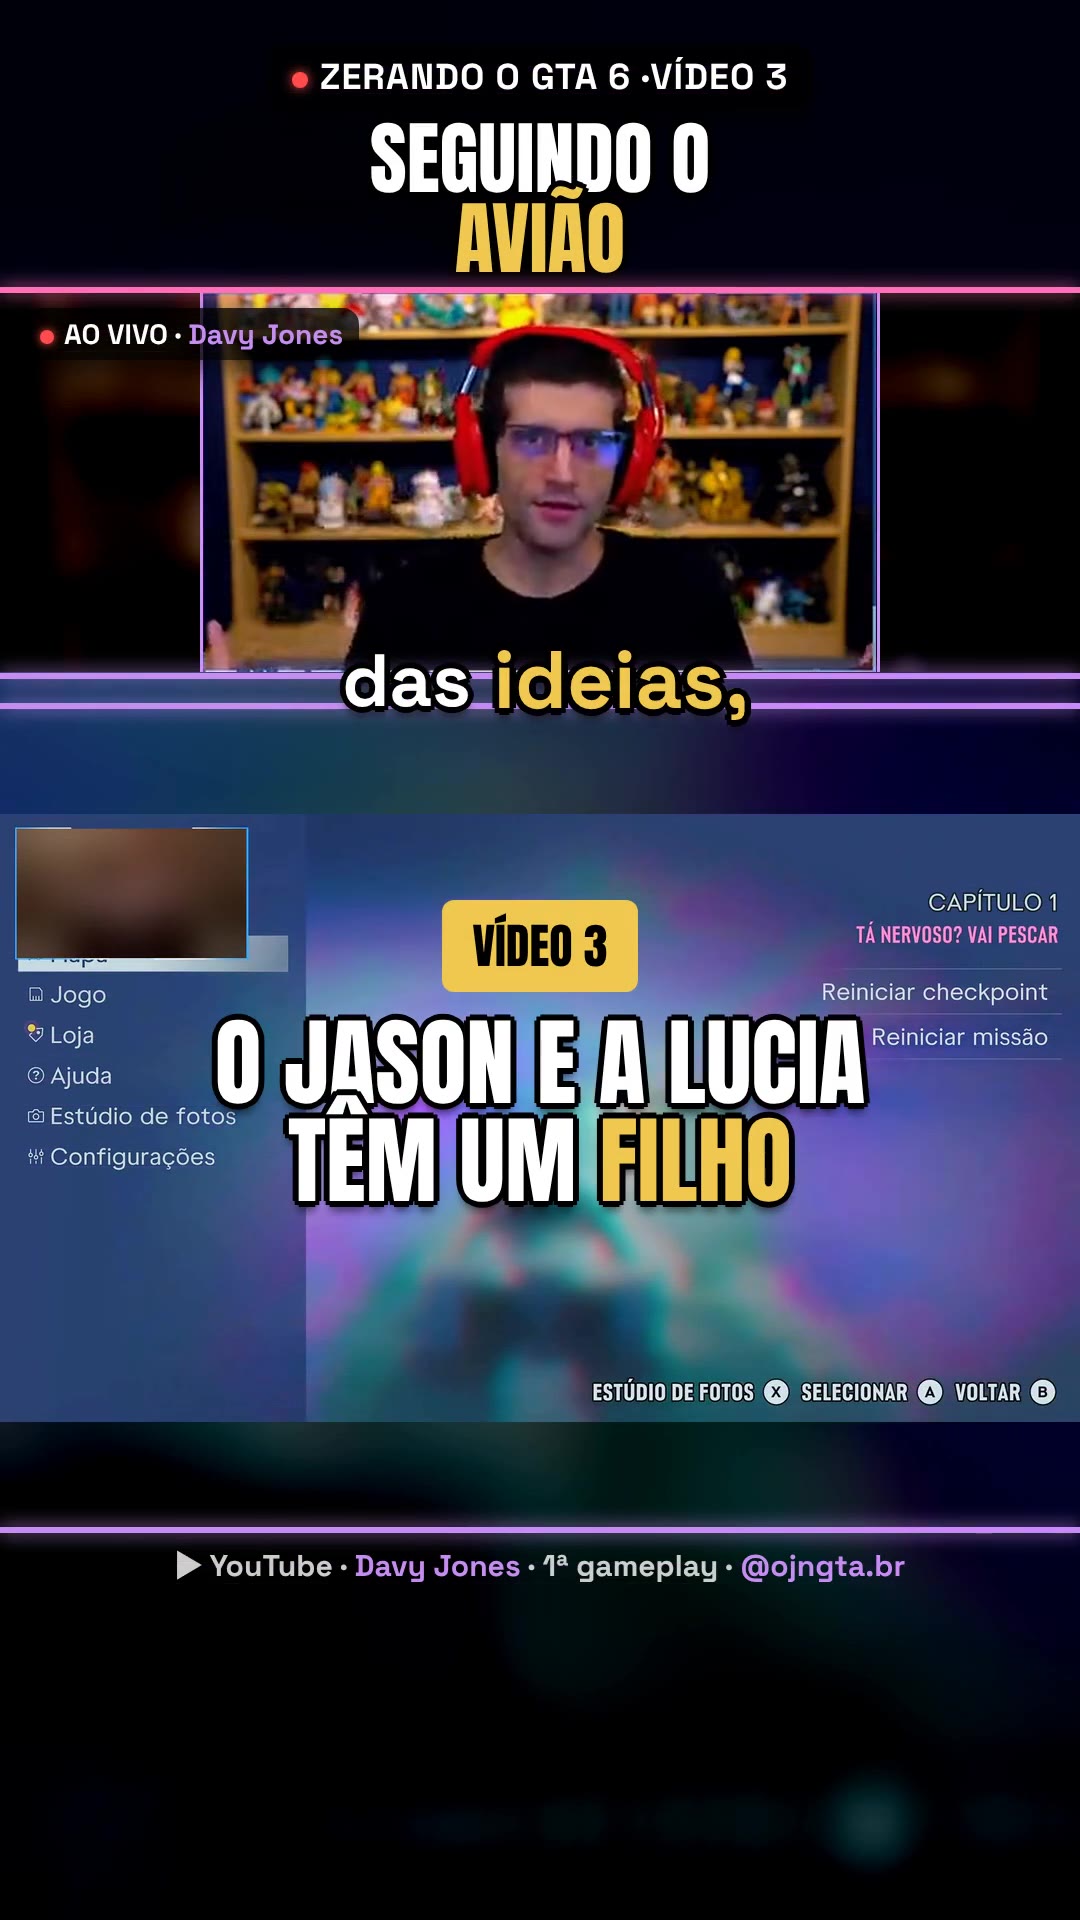 ZERANDO O GTA 6 · VÍDEO 3
SEGUINDO O
AVIÃO
AO VIVO · Davy Jones
das ideias,
CAPÍTULO 1
TÁ NERVOSO? VAI PESCAR
VÍDEO 3
Mapa
Jogo
Reiniciar checkpoint
Loja
Reiniciar missão
O JASON E A LUCIA
TÊM UM FILHO
Ajuda
Estúdio de fotos
Configurações
ESTÚDIO DE FOTOS X SELECIONAR A VOLTAR B
▶ YouTube · Davy Jones · 1ª gameplay · @ojngta.br